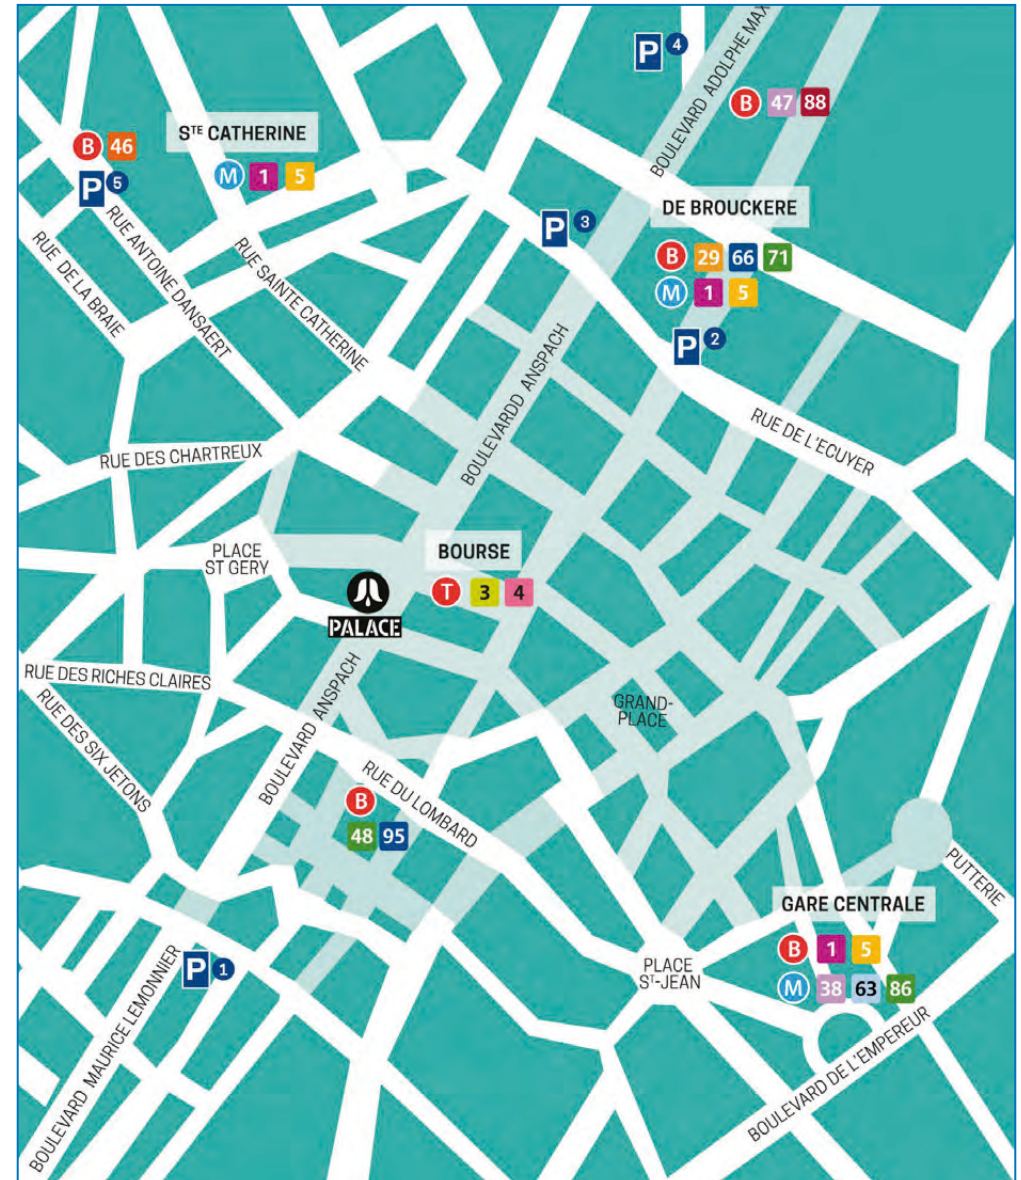 BOULEVARD ADOLPHE MAX
P 4
B 47 88
B 46
STE CATHERINE
M 1 5
P 5
P 3
DE BROUCKERE
B 29 66 71
M 1 5
P 2
RUE DE LA BRAIE
RUE ANTOINE DANSAERT
RUE SAINTE CATHERINE
BOULEVARDD ANSPACH
RUE DE L'ECUYER
RUE DES CHARTREUX
PLACE
ST GERY
BOURSE
T 3 4
PALACE
RUE DES RICHES CLAIRES
RUE DES SIX JETONS
BOULEVARD ANSPACH
GRAND-
PLACE
RUE DU LOMBARD
B
48 95
PUTTERIE
GARE CENTRALE
B 1 5
M 38 63 86
PLACE
ST-JEAN
P 1
BOULEVARD MAURICE LEMONNIER
BOULEVARD DE L'EMPEREUR